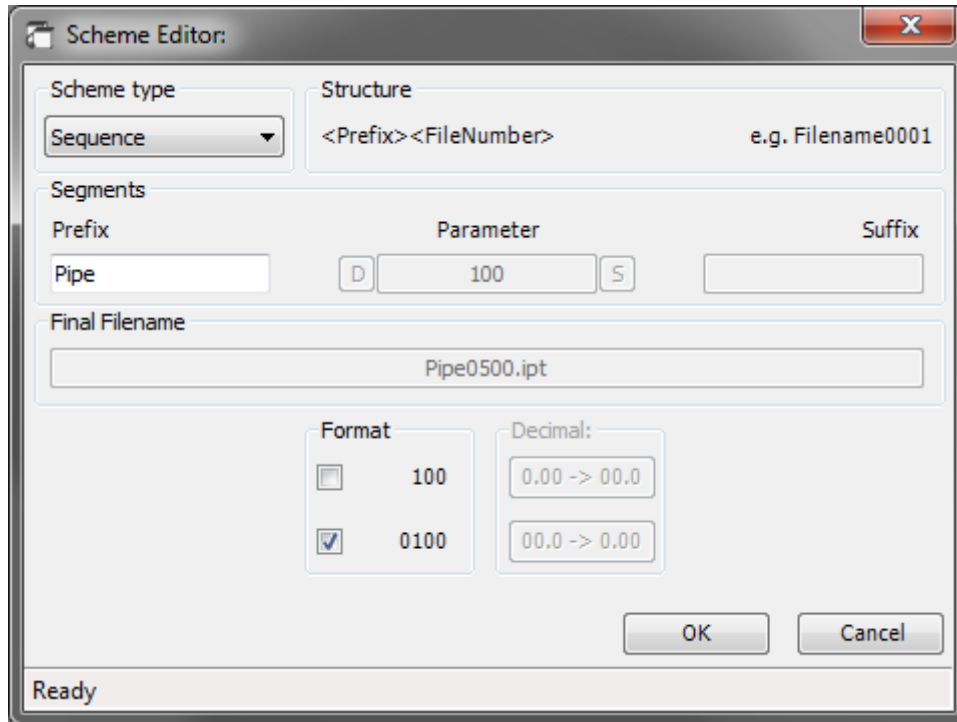 Scheme Editor:
X
Scheme type
Structure
Sequence
<Prefix><FileNumber>
e.g. Filename0001
Segments
Prefix
Parameter
Suffix
Pipe
D
100
S
Final Filename
Pipe0500.ipt
Format
Decimal:
100
0.00 -> 00.0
0100
00.0 -> 0.00
OK
Cancel
Ready